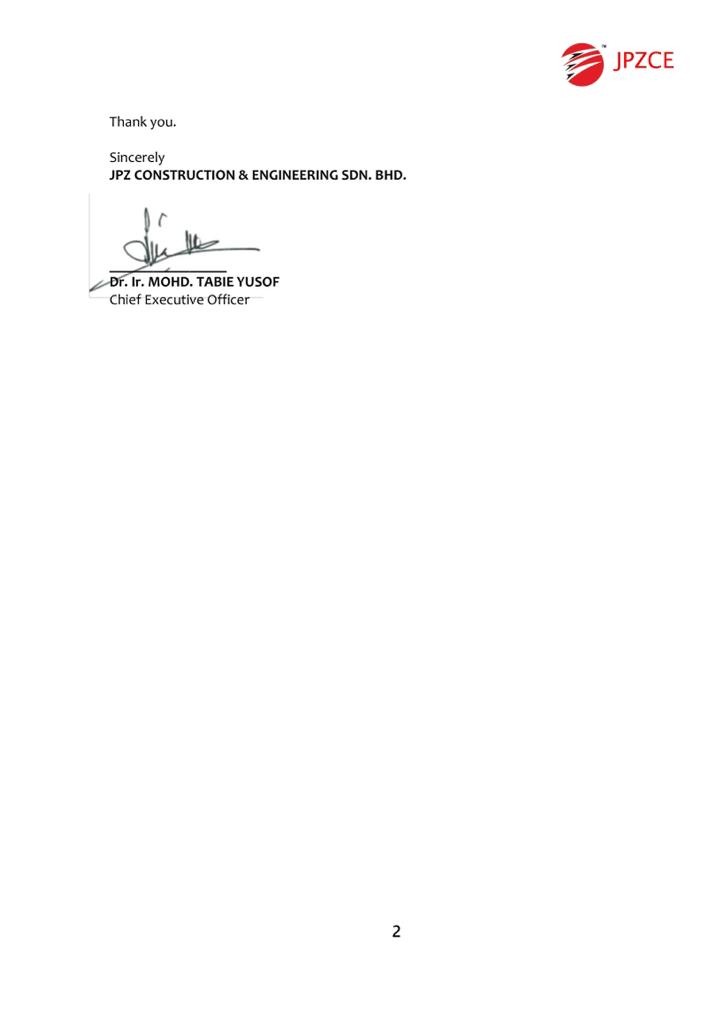 JPZCE
Thank you.
Sincerely
JPZ CONSTRUCTION & ENGINEERING SDN. BHD.
Dr. Ir. MOHD. TABIE YUSOF
Chief Executive Officer
2